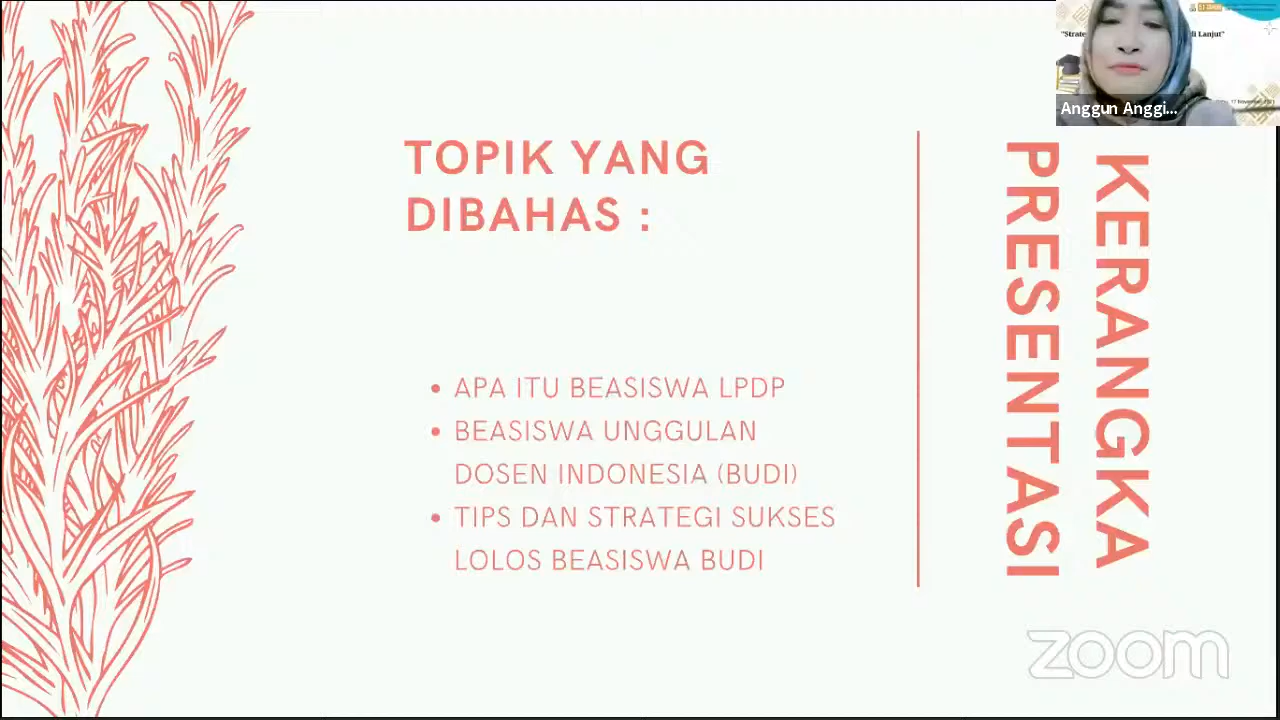 TOPIK YANG
DIBAHAS :
• APA ITU BEASISWA LPDP
• BEASISWA UNGGULAN
DOSEN INDONESIA (BUDI)
• TIPS DAN STRATEGI SUKSES
LOLOS BEASISWA BUDI
KERANGKA
PRESENTASI
Anggun Anggi...
zoom